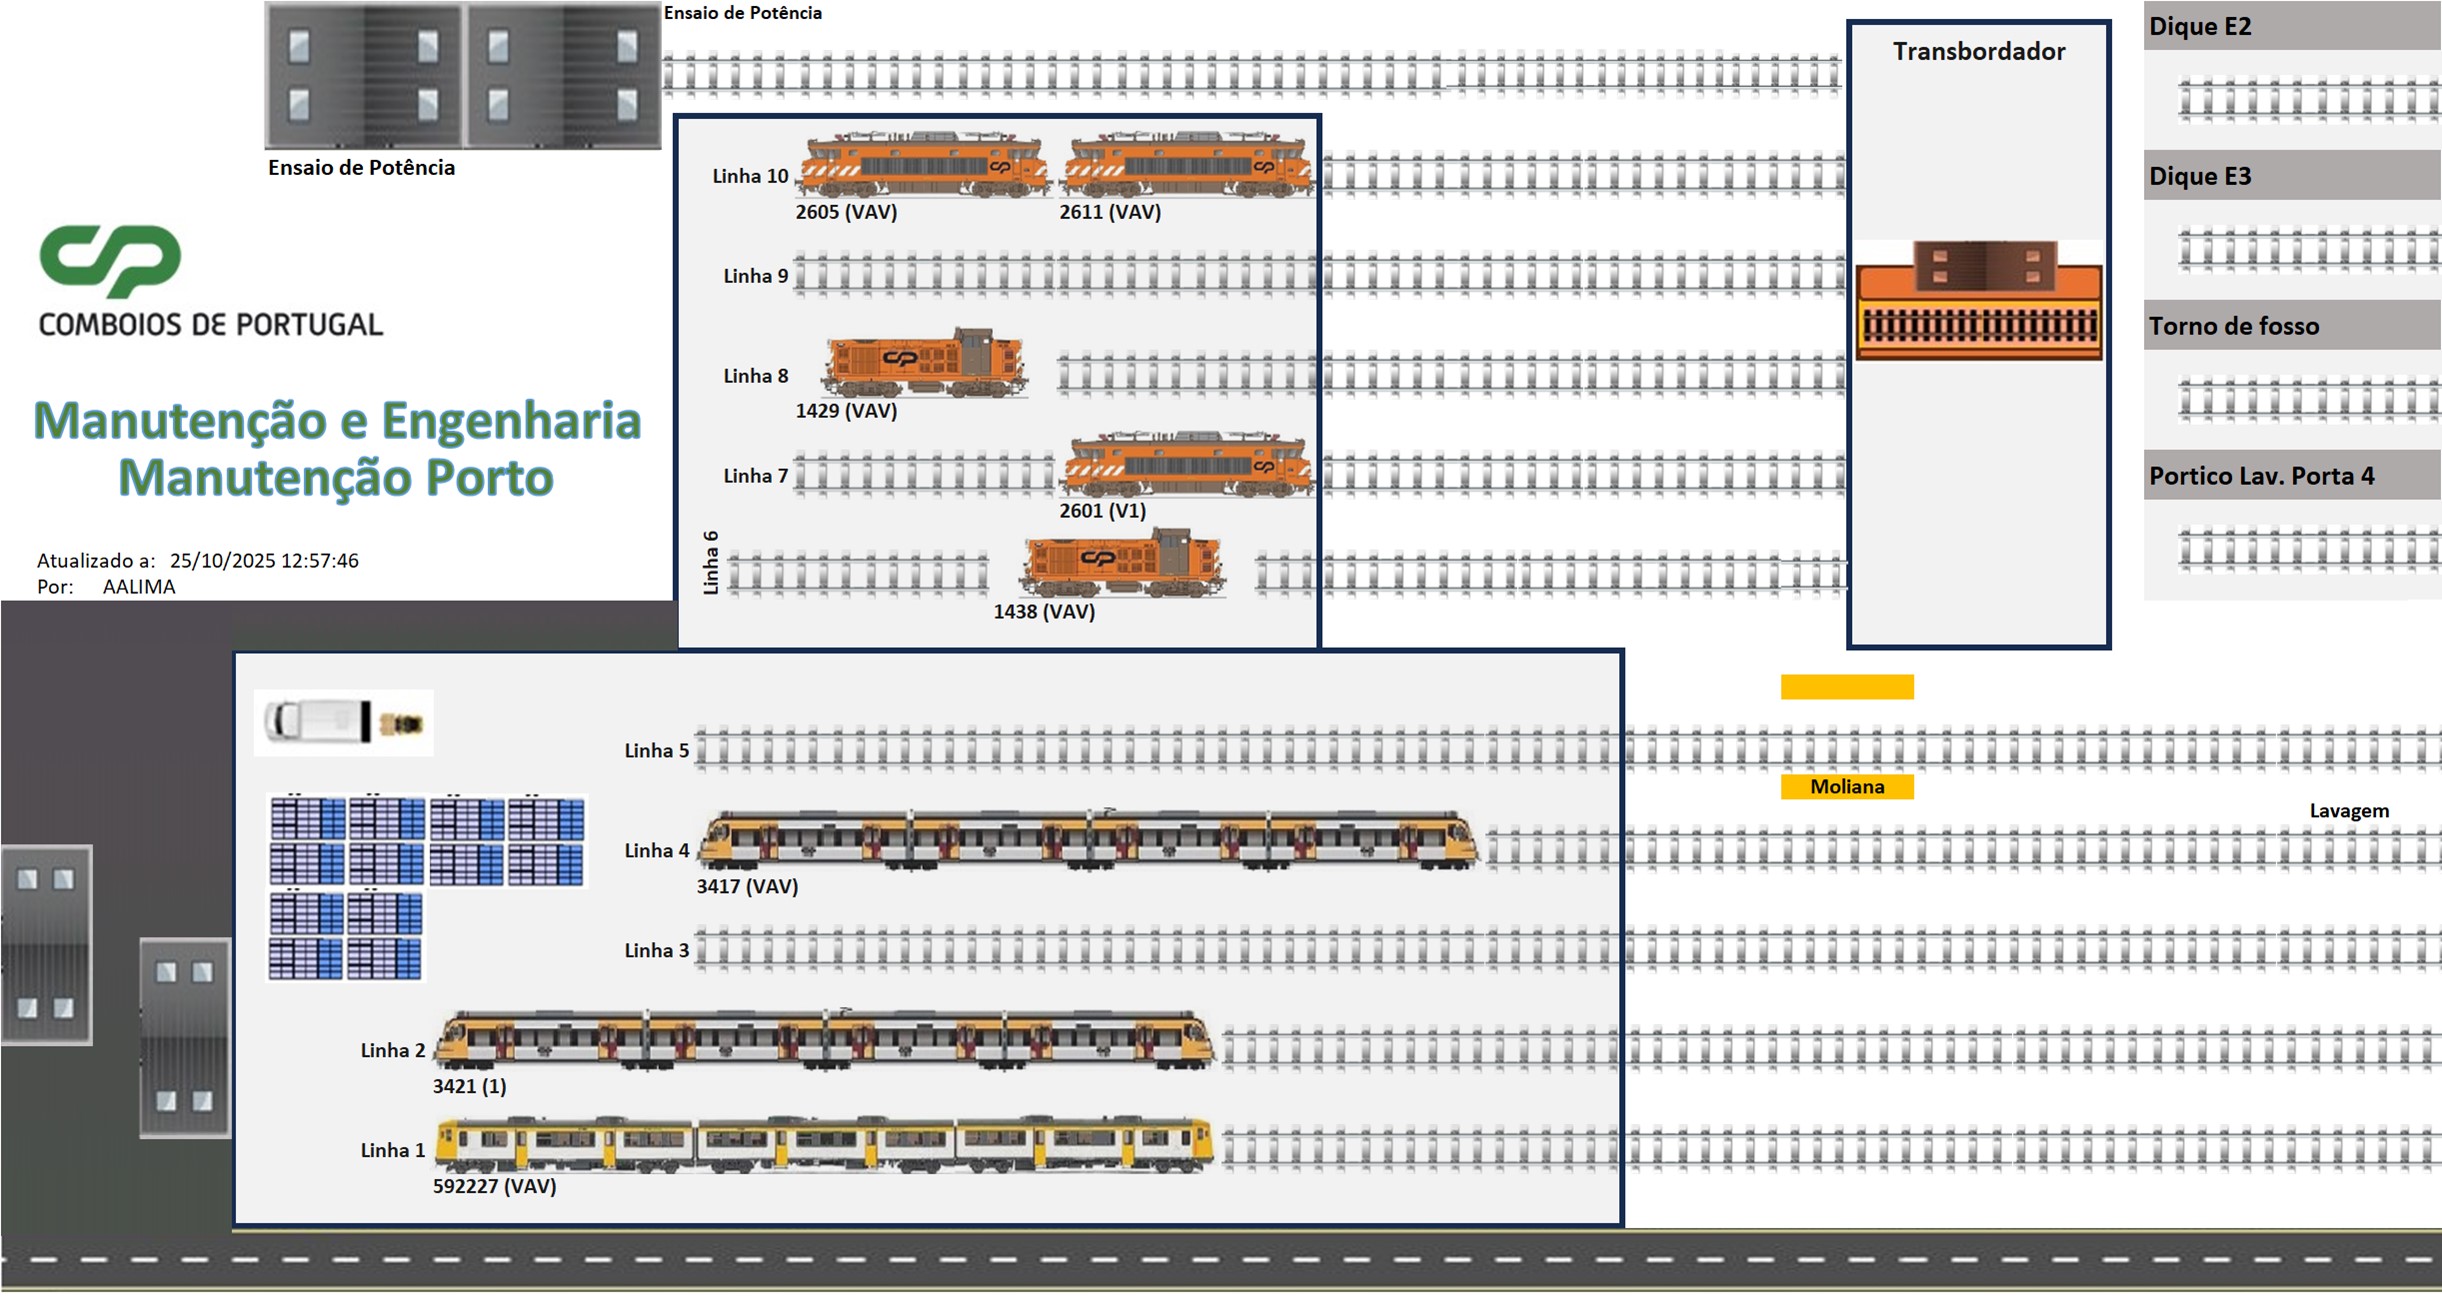 Ensaio de Potência
Ensaio de Potência
CP
COMBOIOS DE PORTUGAL
Manutenção e Engenharia
Manutenção Porto
Atualizado a: 25/10/2025 12:57:46
Por: AALIMA
Linha 10
2605 (VAV)
2611 (VAV)
Linha 9
Linha 8
1429 (VAV)
Linha 7
2601 (V1)
Linha 6
1438 (VAV)
Transbordador
Dique E2
Dique E3
Torno de fosso
Portico Lav. Porta 4
Linha 5
Moliana
Lavagem
Linha 4
3417 (VAV)
Linha 3
Linha 2
3421 (1)
Linha 1
592227 (VAV)